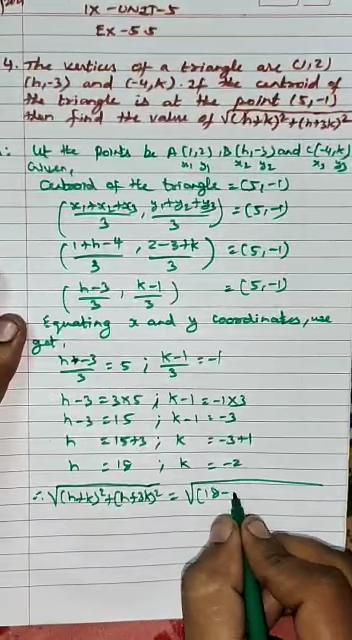 IX-UNIT-5
EX-5.5
4. The vertices of a triangle are (1,2)
(h,-3) and (-4,k). If the centroid of
the triangle is at the point (5,-1)
then find the value of √(h+k)²+(h+3k)²
: Let the points be A(1,2), B(h,-3) and C(-4,k)
x₁ y₁ x₂ y₂ x₃ y₃
Given,
Centroid of the triangle = (5,-1)
(x₁+x₂+x₃/3, y₁+y₂+y₃/3) = (5,-1)
(1+h-4/3, 2-3+k/3) = (5,-1)
(h-3/3, k-1/3) = (5,-1)
Equating x and y coordinates, we
get,
h-3/3 = 5 ; k-1/3 = -1
h-3 = 3×5 ; k-1 = -1×3
h-3 = 15 ; k-1 = -3
h = 15+3 ; k = -3+1
h = 18 ; k = -2
∴ √(h+k)²+(h+3k)² = √(18-